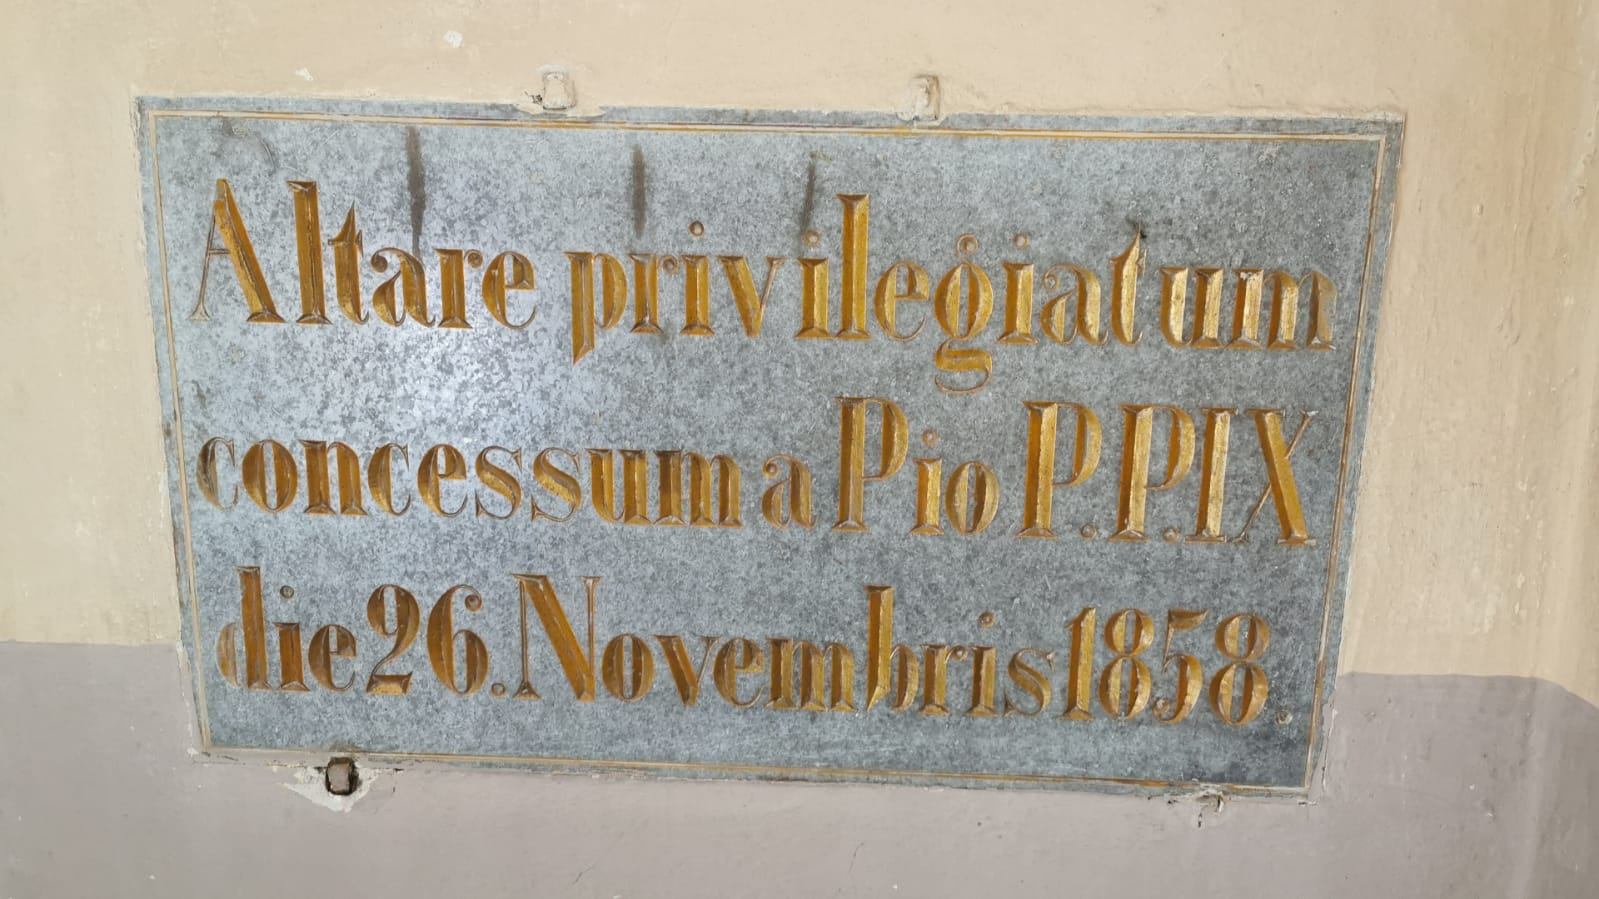 Altare privilegiatum
concessum a Pio P.P.IX
die 26. Novembris 1858